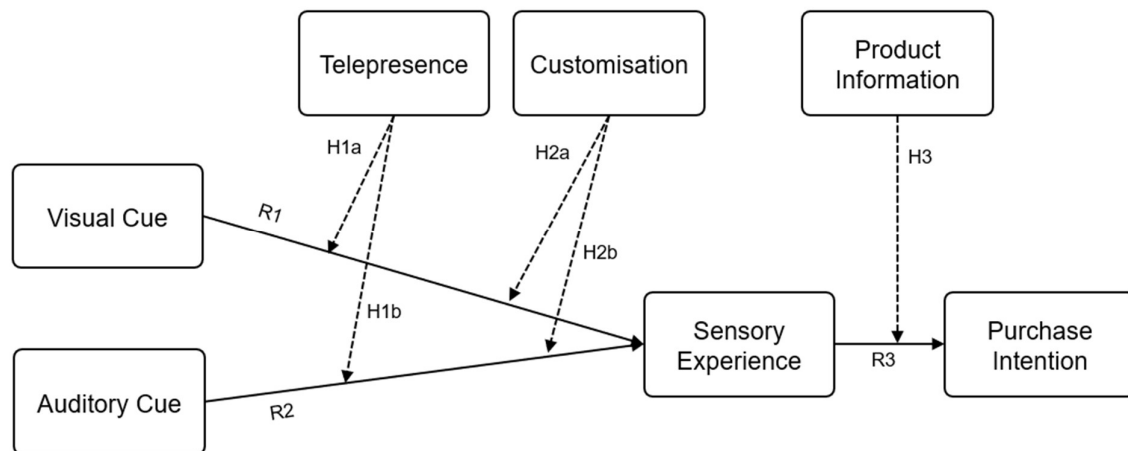 Telepresence
Customisation
Product
Information
H1a
H2a
H3
Visual Cue
R1
H2b
H1b
Sensory
Experience
R3
Purchase
Intention
Auditory Cue
R2